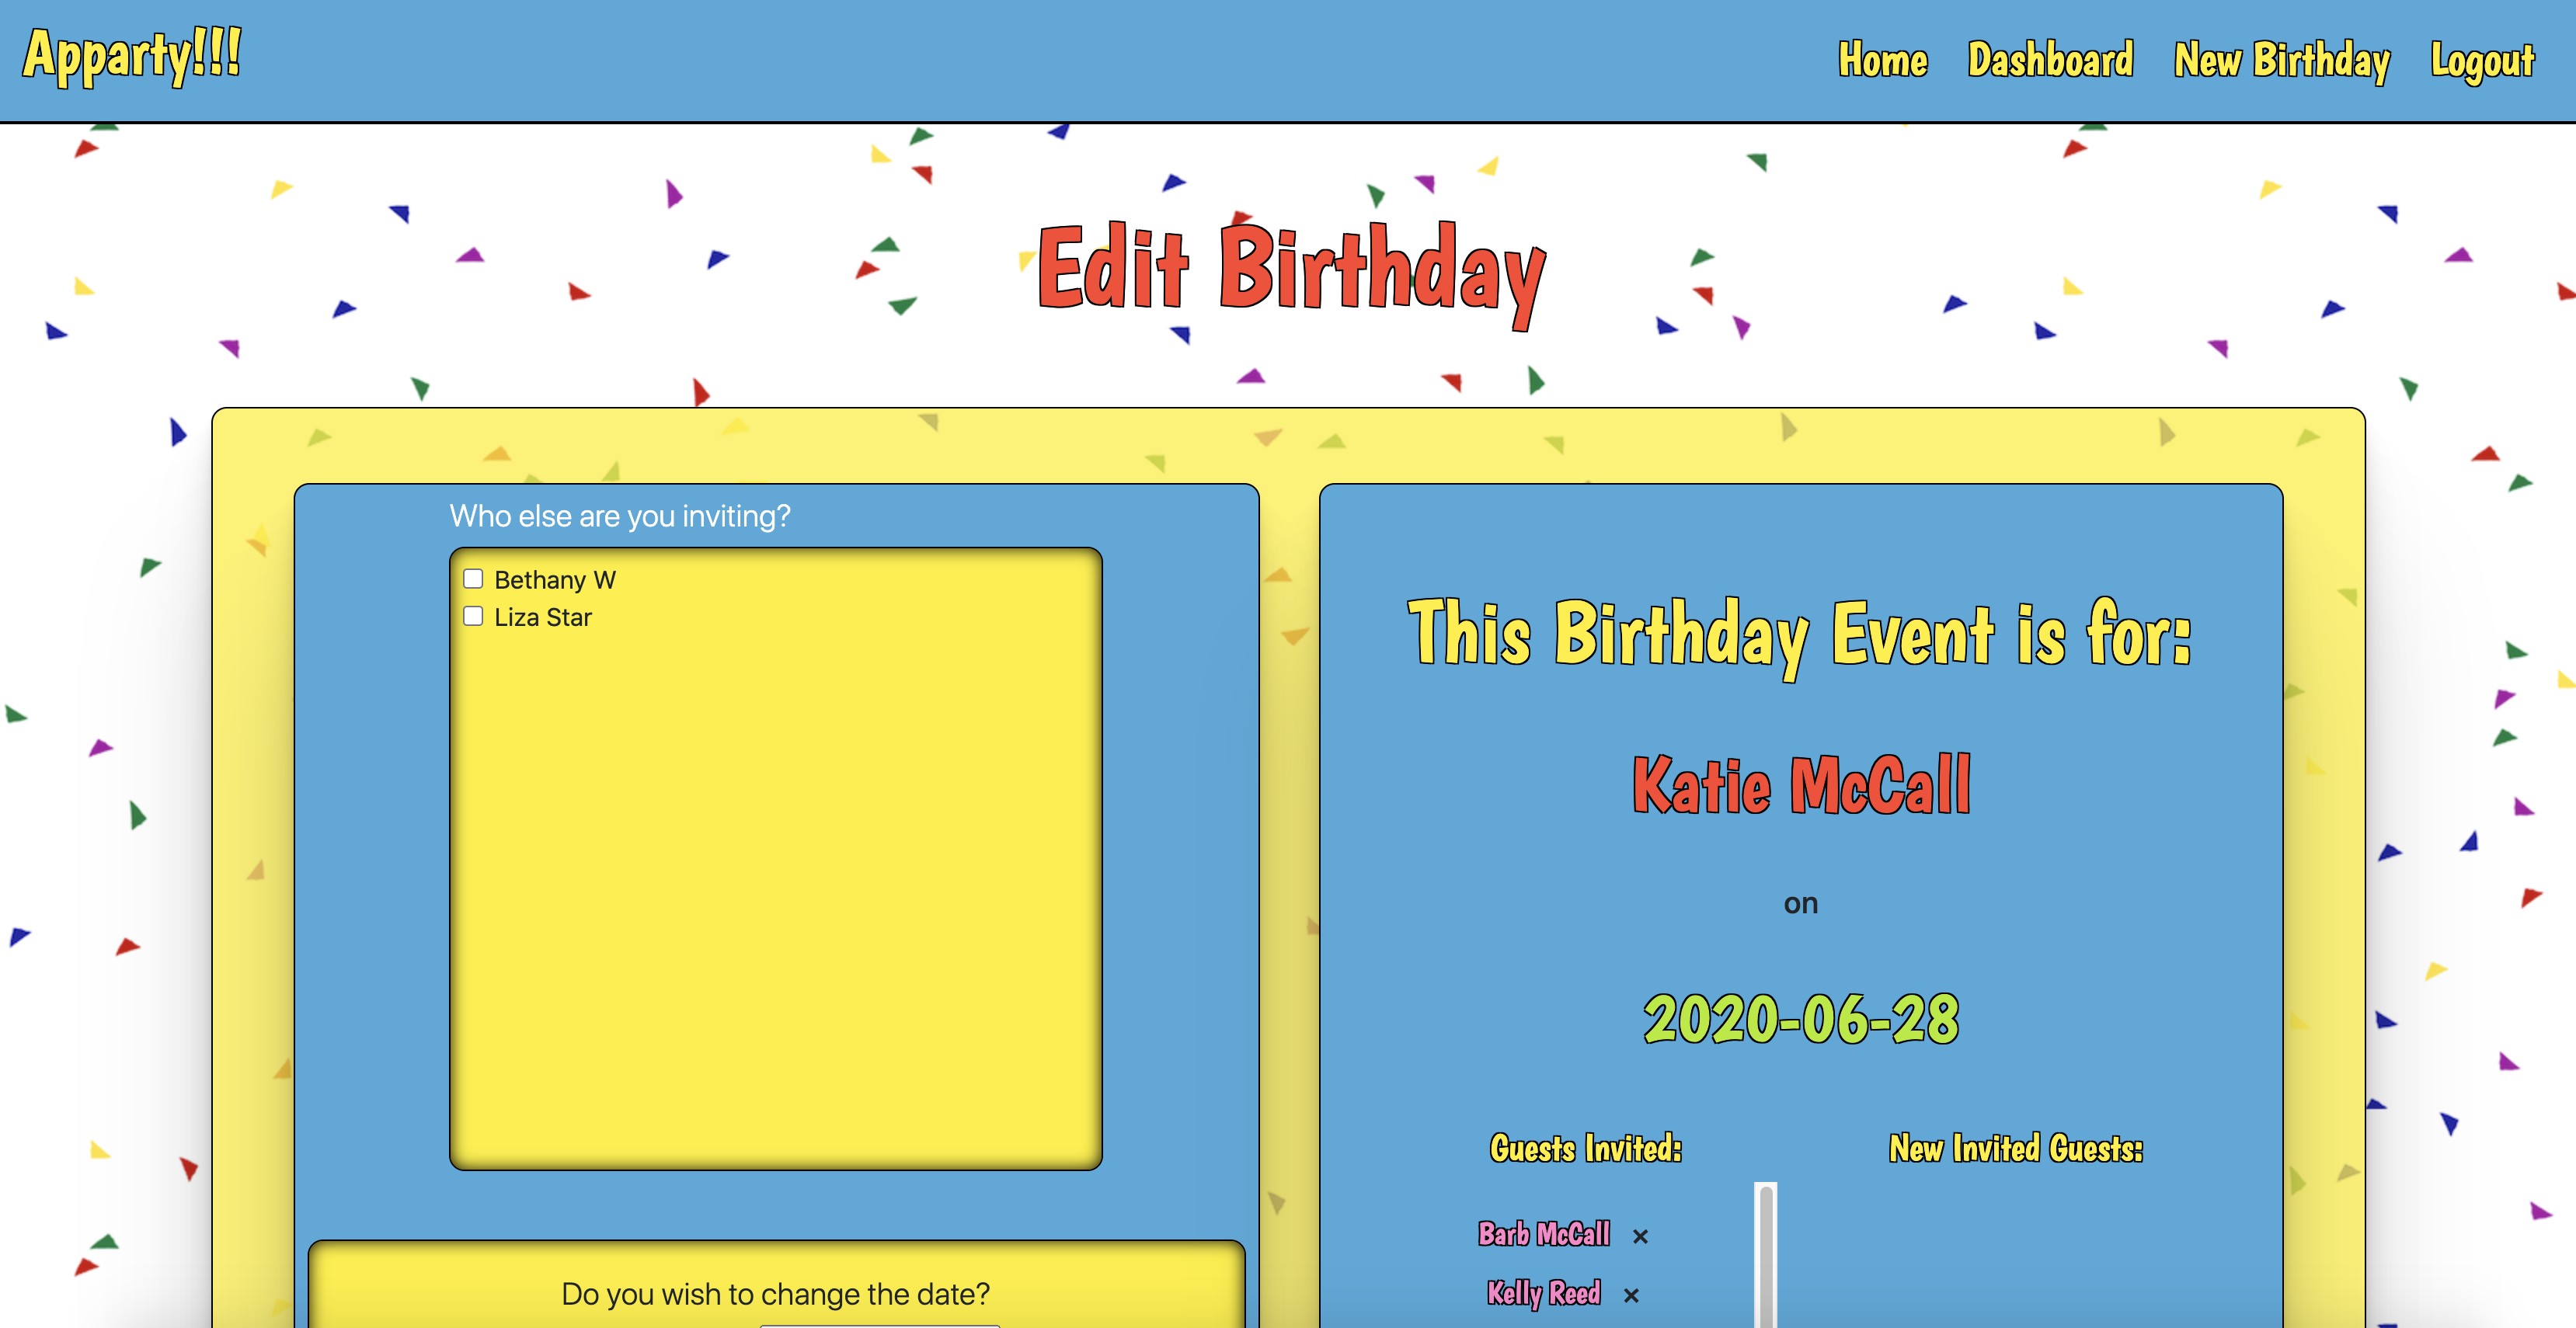 Apparty!!!
Home Dashboard New Birthday Logout
Edit Birthday
Who else are you inviting?
Bethany W
Liza Star
Do you wish to change the date?
This Birthday Event is for:
Katie McCall
on
2020-06-28
Guests Invited:
Barb McCall ×
Kelly Reed ×
New Invited Guests: